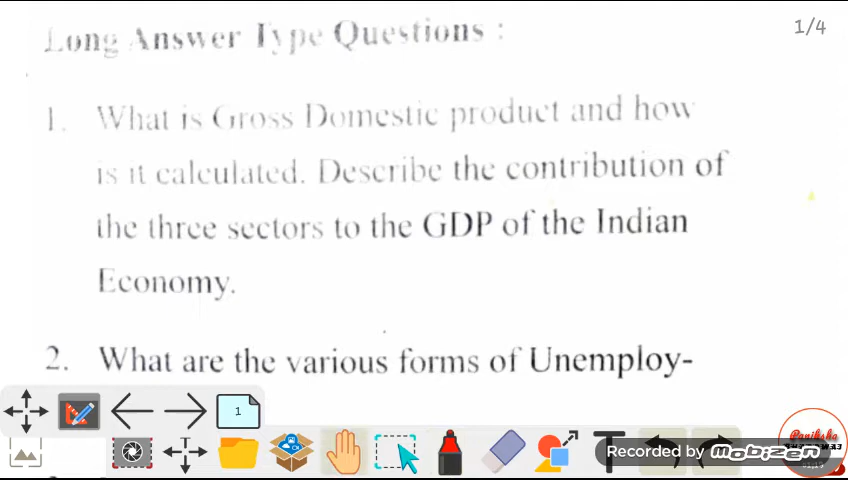 Long Answer Type Questions :
1/4
1. What is Gross Domestic product and how
is it calculated. Describe the contribution of
the three sectors to the GDP of the Indian
Economy.
2. What are the various forms of Unemploy-
1
T
Recorded by mobizen